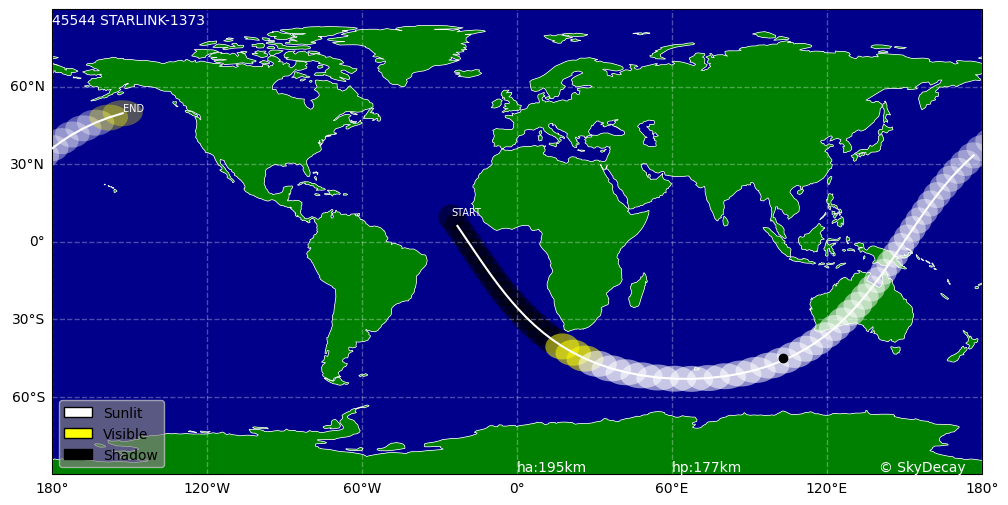 45544 STARLINK-1373
60°N
END
30°N
START
0°
30°S
60°S
Sunlit
Visible
Shadow
ha:195km hp:177km © SkyDecay
180° 120°W 60°W 0° 60°E 120°E 180°